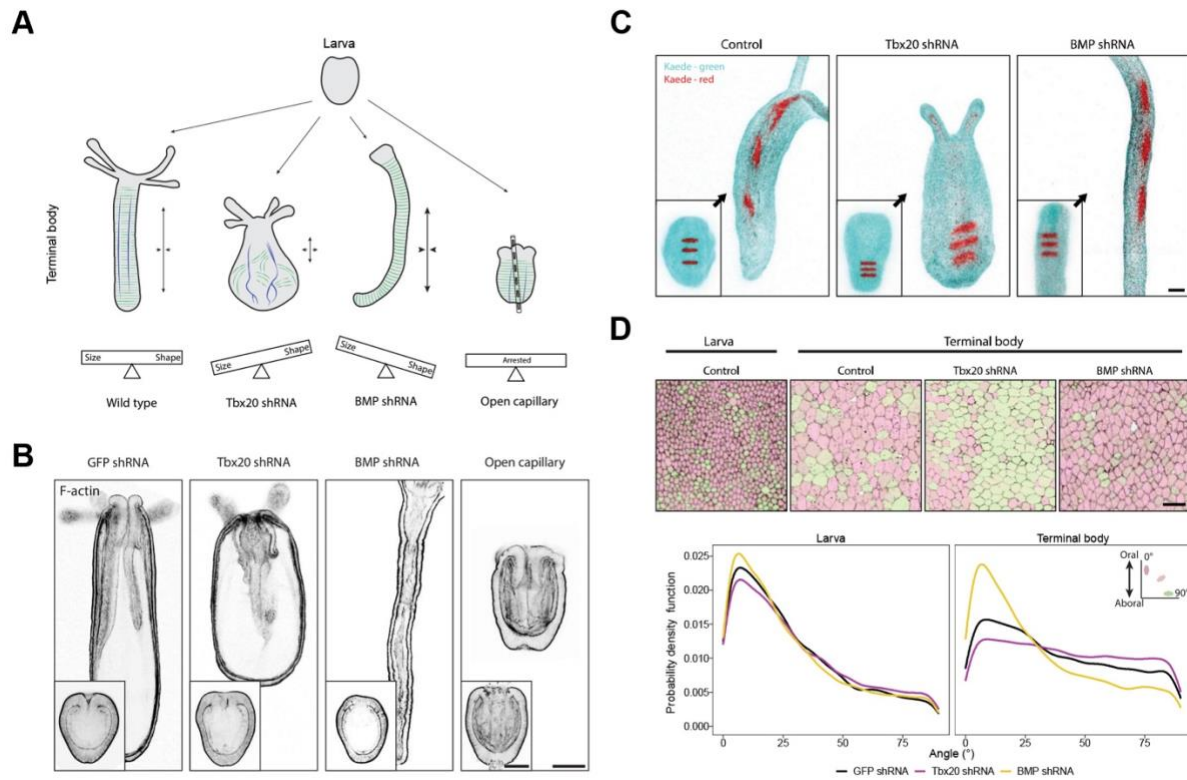 A
Larva
Terminal body
Size Shape
Size Shape
Size Shape
Arrested
Wild type
Tbx20 shRNA
BMP shRNA
Open capillary
B
GFP shRNA
Tbx20 shRNA
BMP shRNA
Open capillary
F-actin
C
Control
Tbx20 shRNA
BMP shRNA
Kaede - green
Kaede - red
D
Larva
Terminal body
Control
Control
Tbx20 shRNA
BMP shRNA
Larva
Terminal body
Probability density function
0.025
0.020
0.015
0.010
0.005
0.000
Oral
0°
Aboral
90°
0 25 50 75
0 25 50 75
Angle (°)
GFP shRNA Tbx20 shRNA BMP shRNA